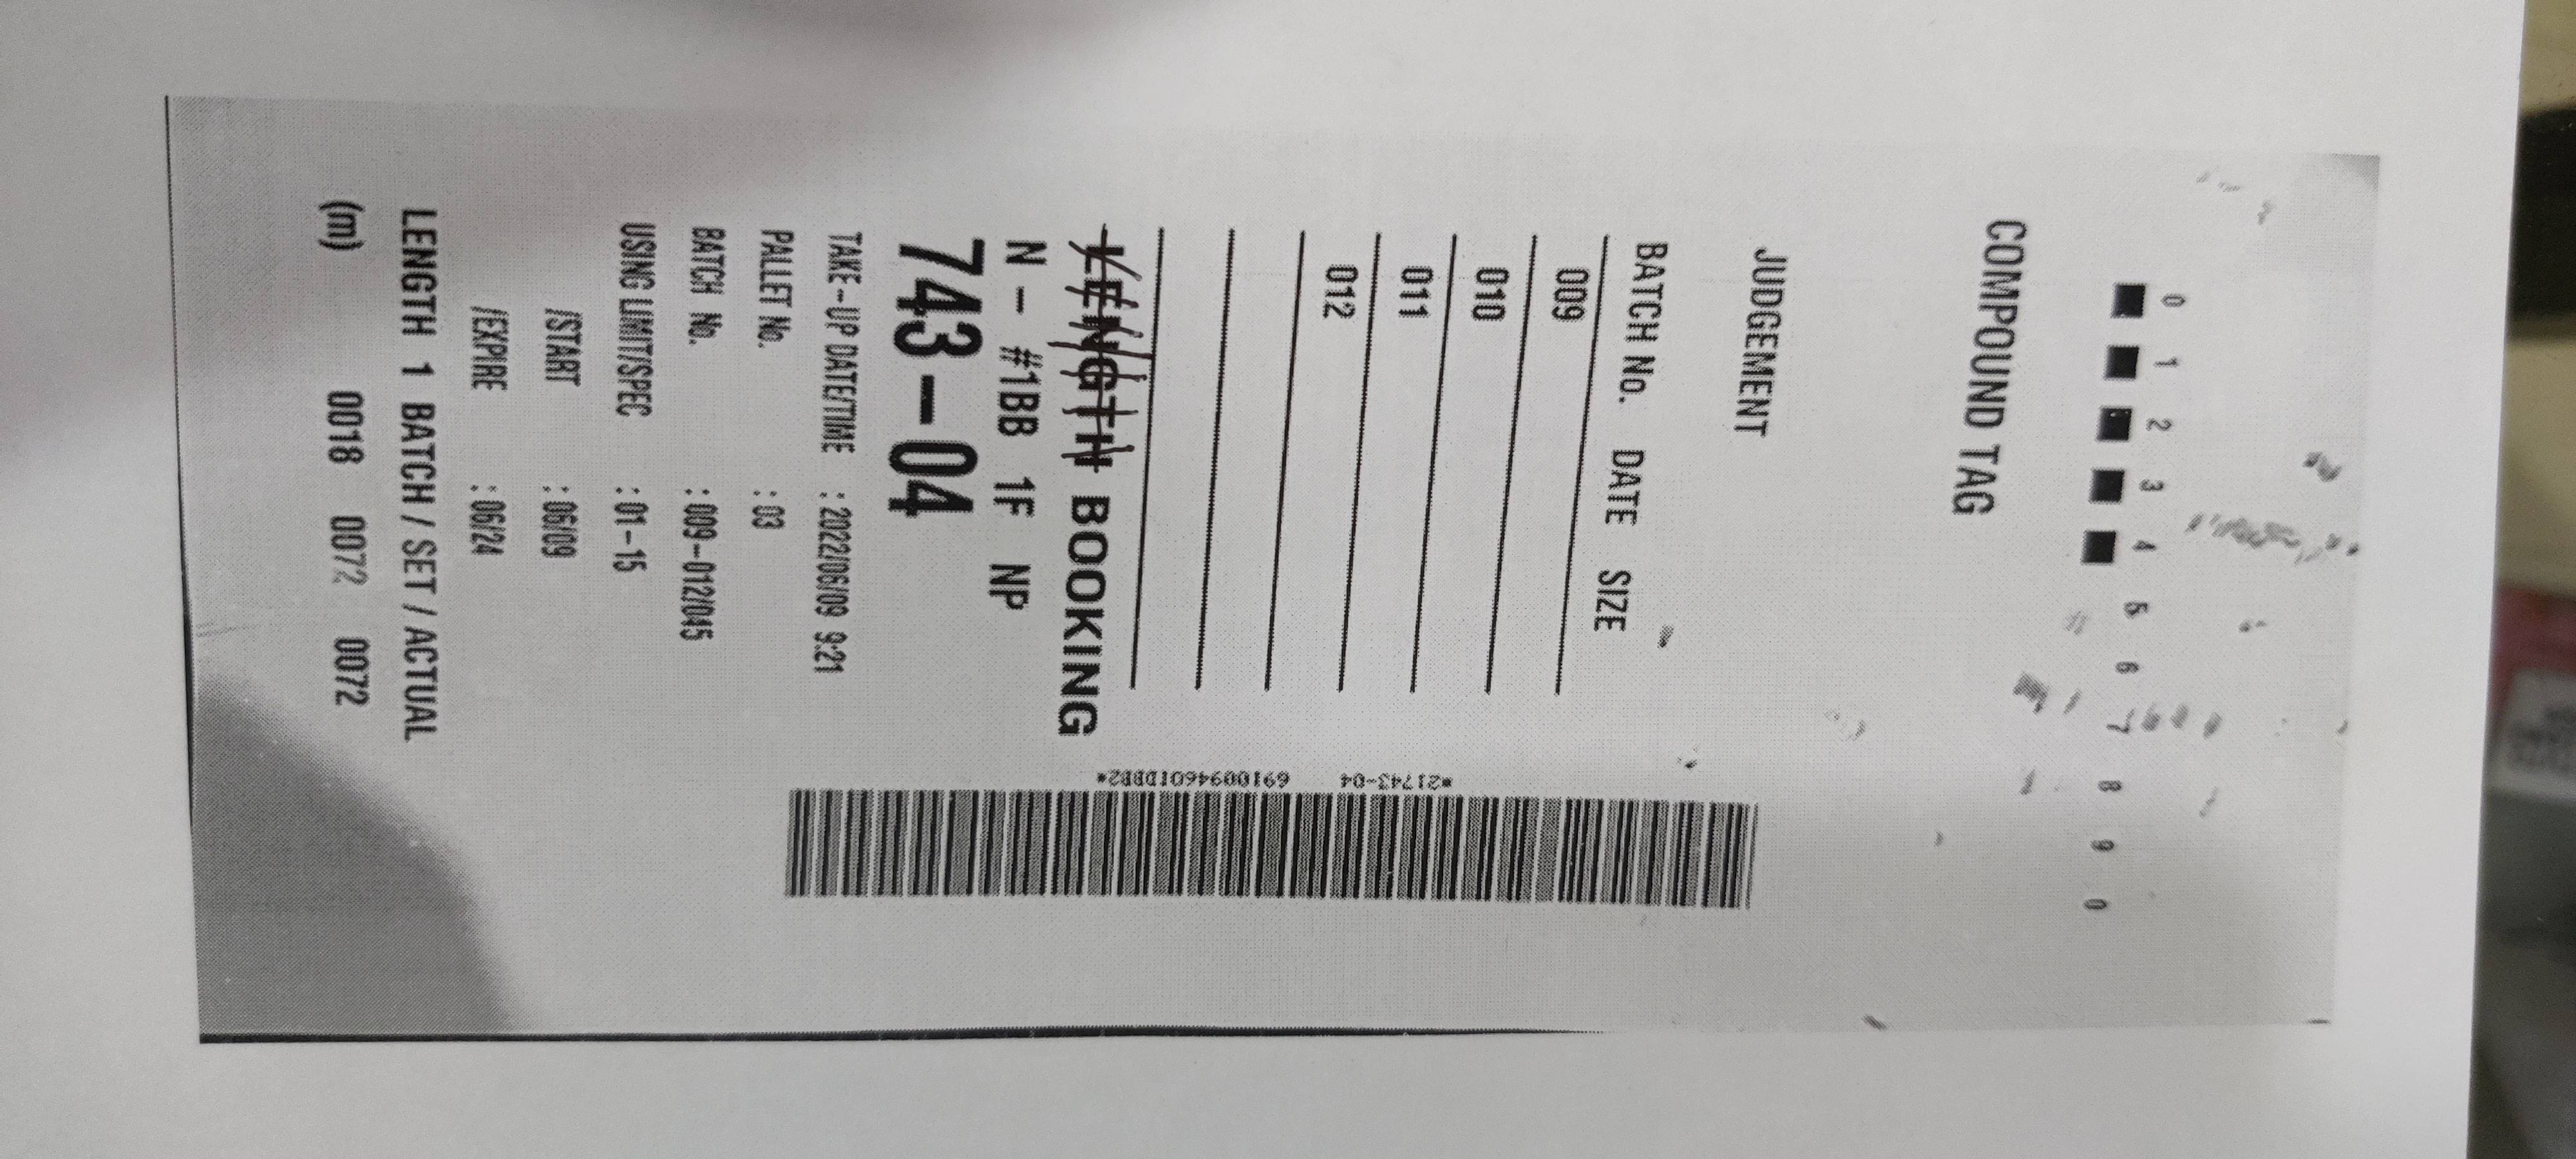 0 1 2 3 4 5 6 7 8 9 0
COMPOUND TAG
JUDGEMENT
BATCH No. DATE SIZE
009
010
011
012
LENGTH BOOKING
N - #1BB 1F NP
743-04
TAKE-UP DATE/TIME : 2022/06/09 9:21
PALLET No. : 03
BATCH No. : 009-012/045
USING LIMIT/SPEC : 01-15
/START : 06/09
/EXPIRE : 06/24
LENGTH 1 BATCH / SET / ACTUAL
(m) 0018 0072 0072
*21743-04